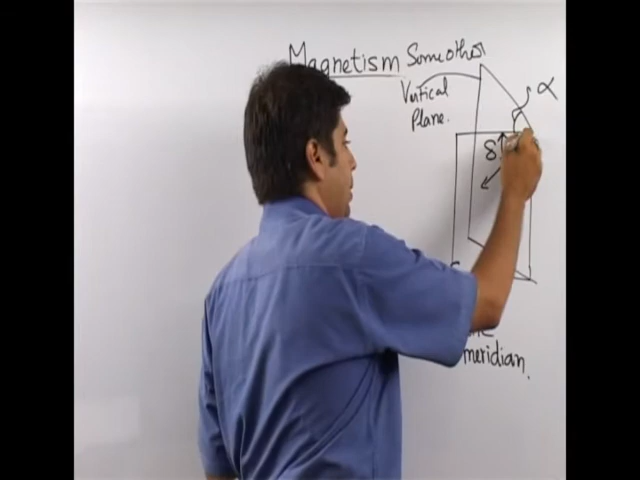 Magnetism Some other
Vertical
Plane.
α
δ
meridian.